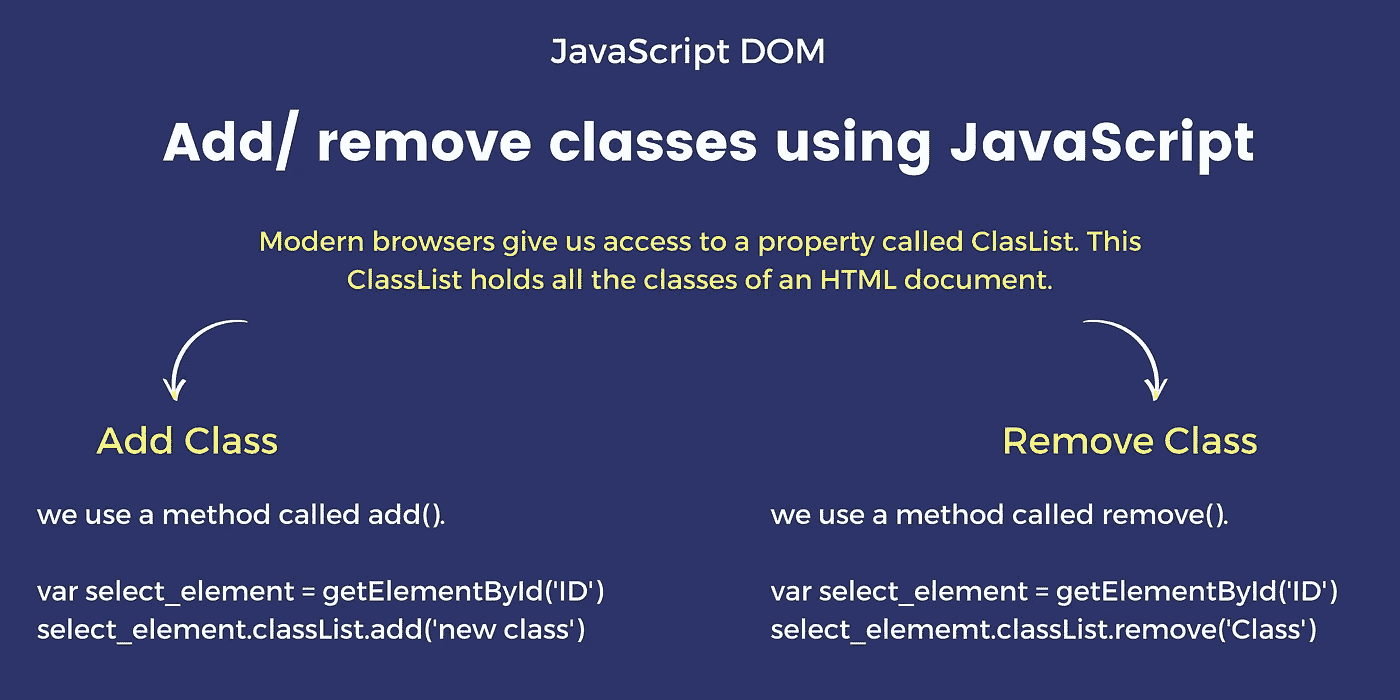 JavaScript DOM
Add/ remove classes using JavaScript
Modern browsers give us access to a property called ClasList. This
ClassList holds all the classes of an HTML document.
Add Class
we use a method called add().
var select_element = getElementById('ID')
select_element.classList.add('new class')
Remove Class
we use a method called remove().
var select_element = getElementById('ID')
select_elememt.classList.remove('Class')